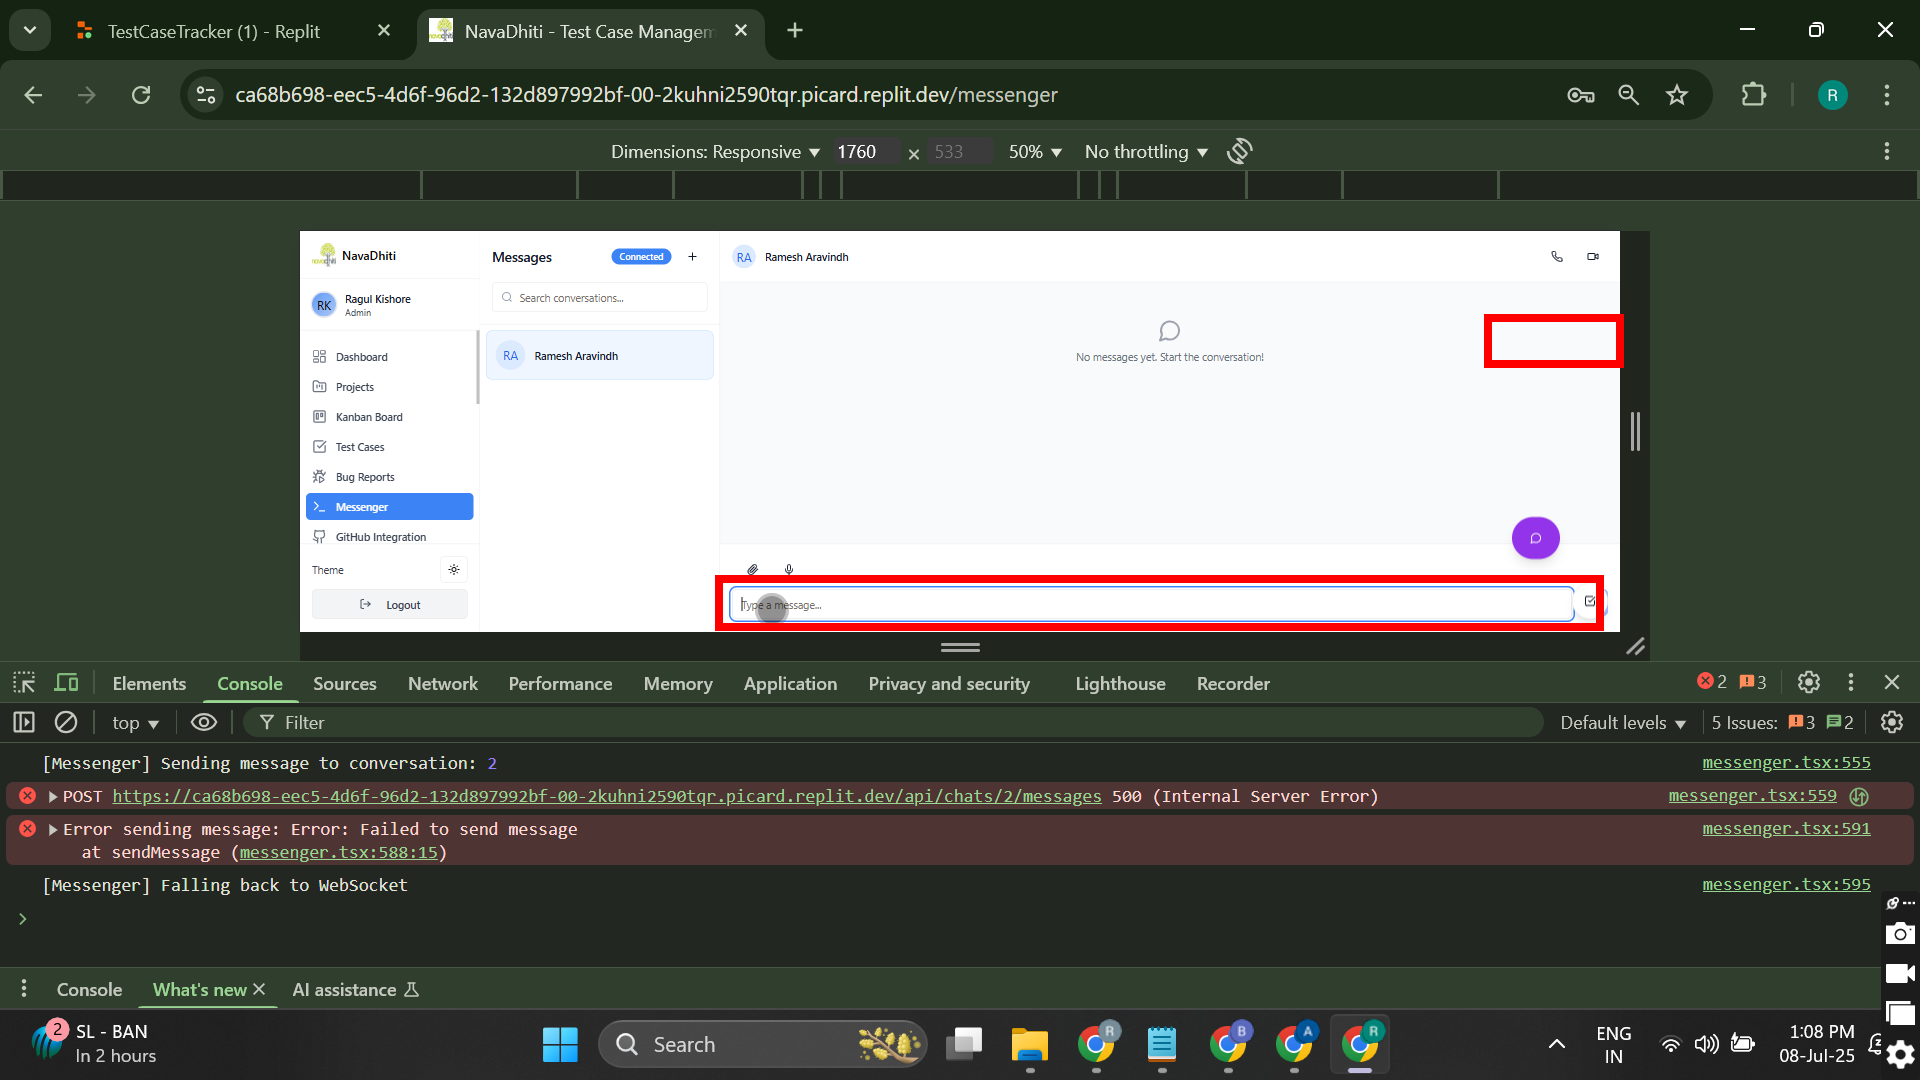 TestCaseTracker (1) - Replit
NavaDhiti - Test Case Managem
ca68b698-eec5-4d6f-96d2-132d897992bf-00-2kuhni2590tqr.picard.replit.dev/messenger
R
Dimensions: Responsive
1760
×
533
50%
No throttling
NavaDhiti
Messages
Connected
+
RA
Ramesh Aravindh
RK
Ragul Kishore
Admin
Search conversations...
RA
Ramesh Aravindh
No messages yet. Start the conversation!
Dashboard
Projects
Kanban Board
Test Cases
Bug Reports
Messenger
GitHub Integration
Theme
Logout
Type a message...
Elements
Console
Sources
Network
Performance
Memory
Application
Privacy and security
Lighthouse
Recorder
2
3
top
Filter
Default levels
5 Issues:
3
2
[Messenger] Sending message to conversation: 2
messenger.tsx:555
POST https://ca68b698-eec5-4d6f-96d2-132d897992bf-00-2kuhni2590tqr.picard.replit.dev/api/chats/2/messages 500 (Internal Server Error)
messenger.tsx:559
Error sending message: Error: Failed to send message
messenger.tsx:591
at sendMessage (messenger.tsx:588:15)
[Messenger] Falling back to WebSocket
messenger.tsx:595
Console
What's new
AI assistance
2
SL - BAN
In 2 hours
Search
R
B
A
R
ENG
IN
1:08 PM
08-Jul-25